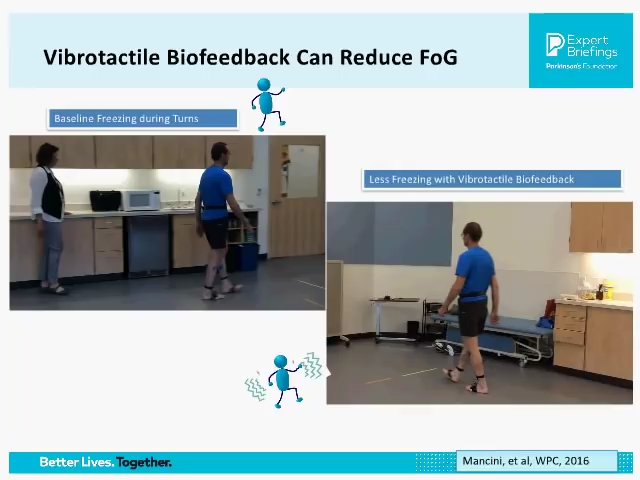 Vibrotactile Biofeedback Can Reduce FoG
Expert
Briefings
Parkinson's Foundation
Baseline Freezing during Turns
Less Freezing with Vibrotactile Biofeedback
Better Lives. Together.
Mancini, et al, WPC, 2016